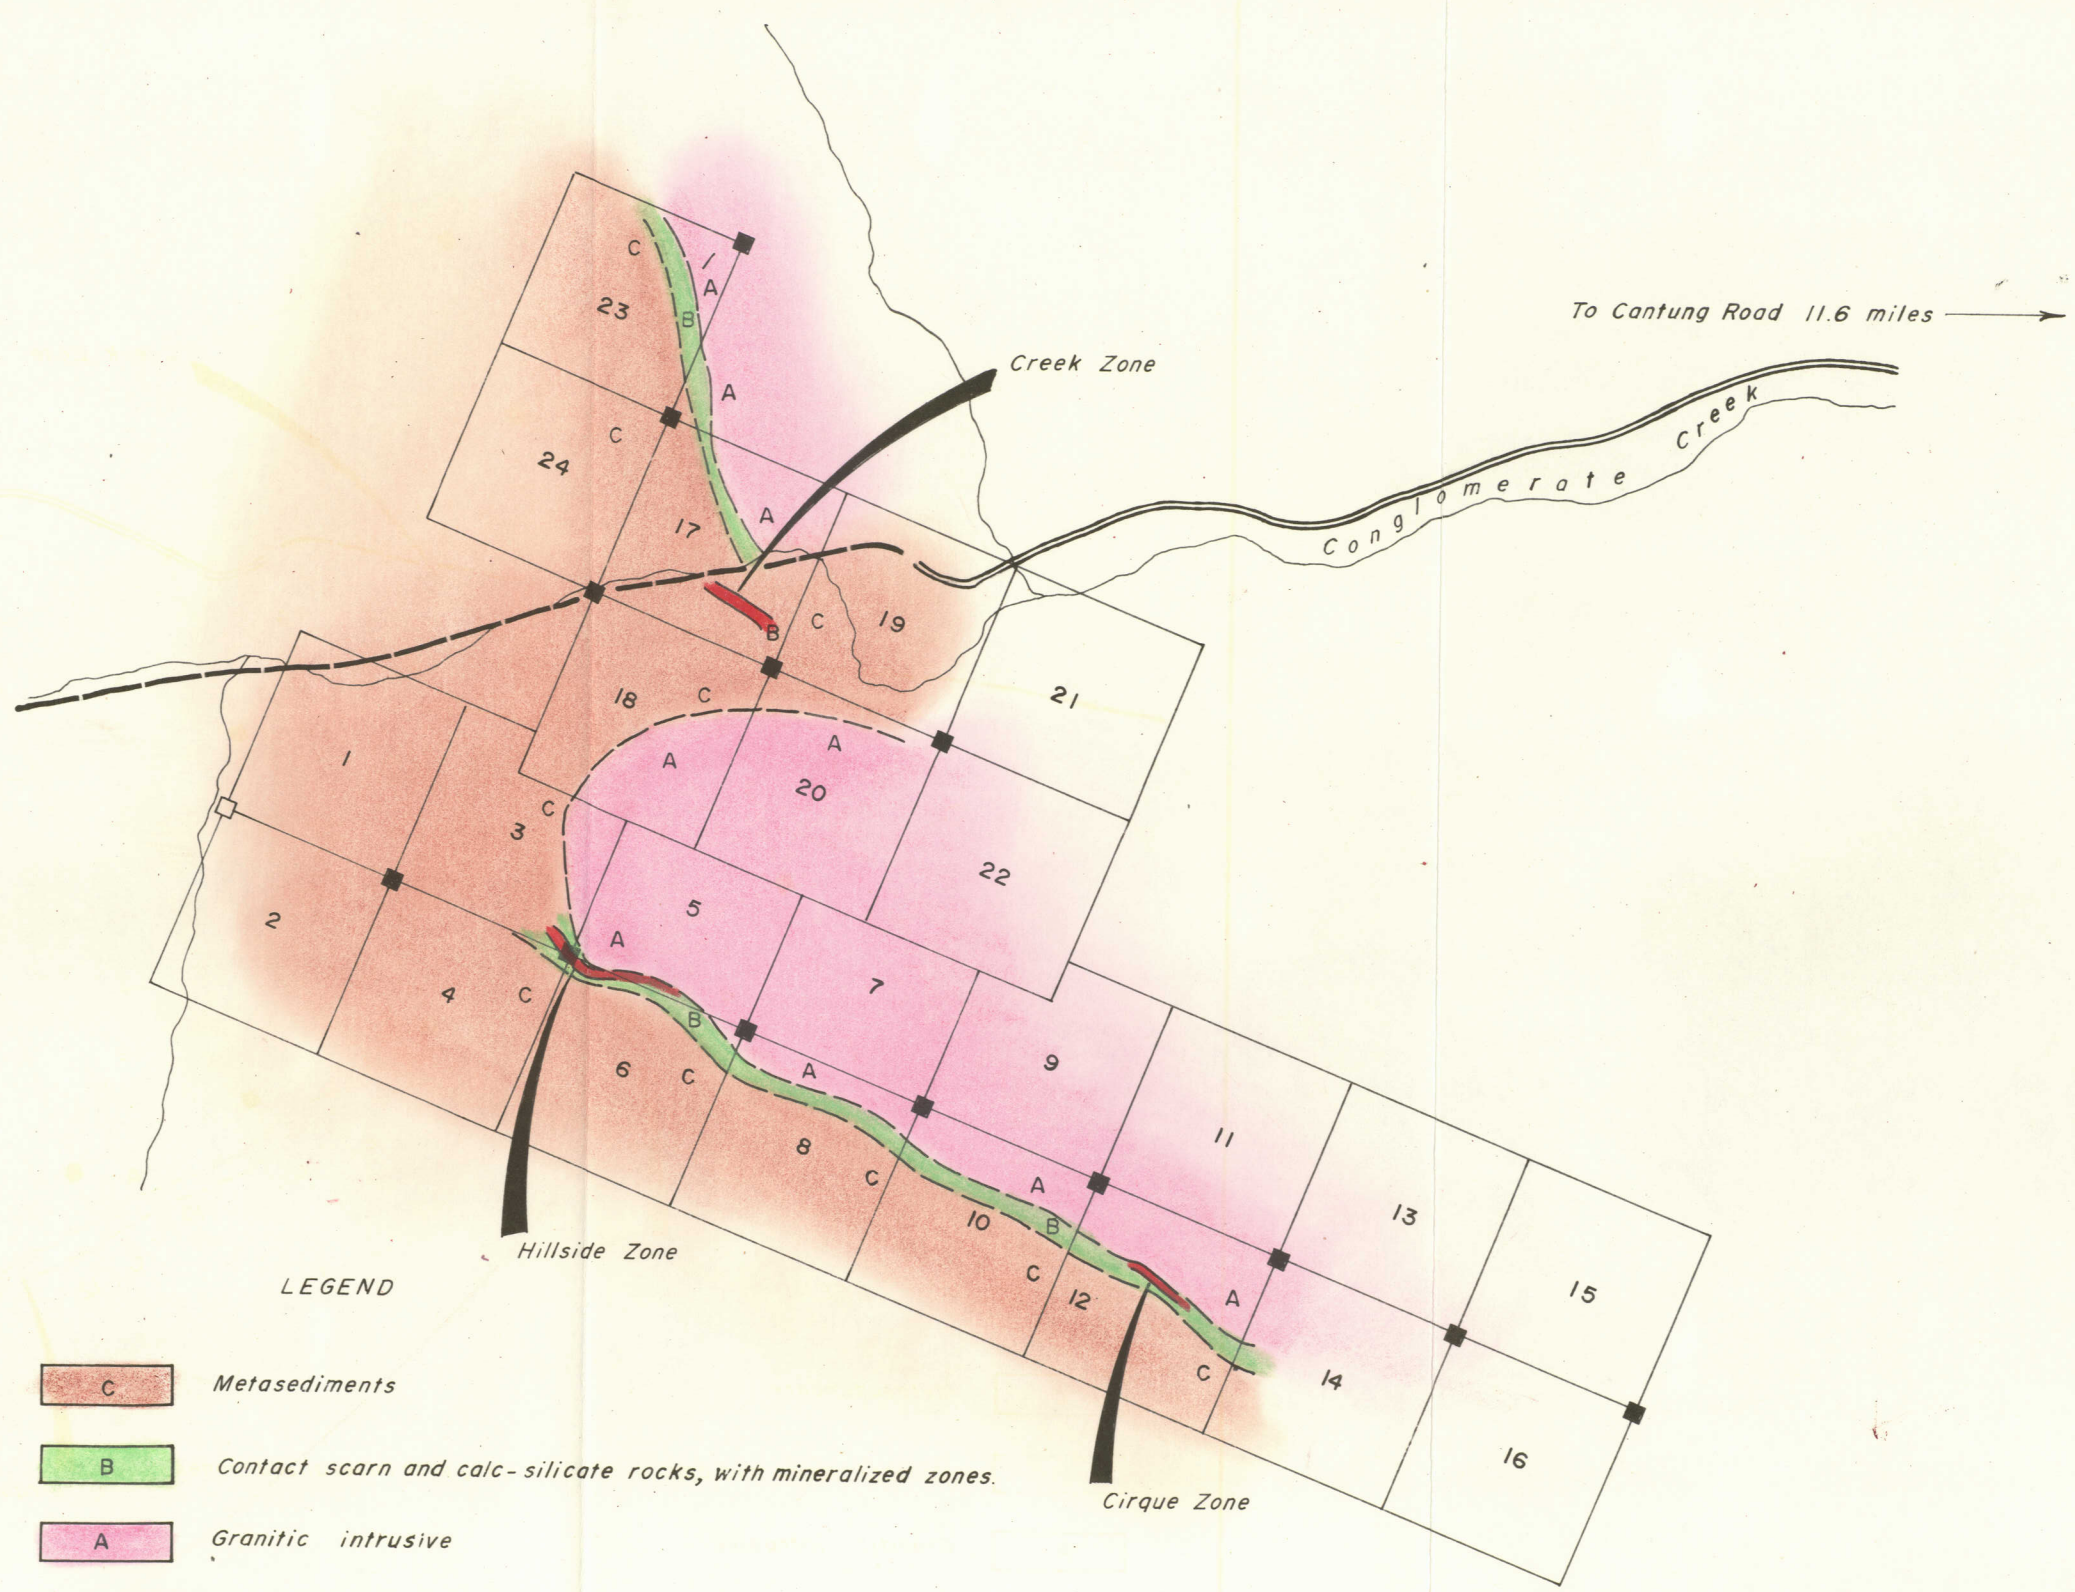 C
/
23
A
B
To Cantung Road 11.6 miles
Creek Zone
A
Creek
C
24
Conglomerate
17
A
B
C
19
18
C
21
1
A
A
20
C
3
22
2
5
A
4
C
7
B
9
6
C
A
8
11
C
A
10
B
13
Hillside Zone
C
12
A
15
LEGEND
C
14
C Metasediments
16
B Contact scarn and calc-silicate rocks, with mineralized zones.
Cirque Zone
A Granitic intrusive